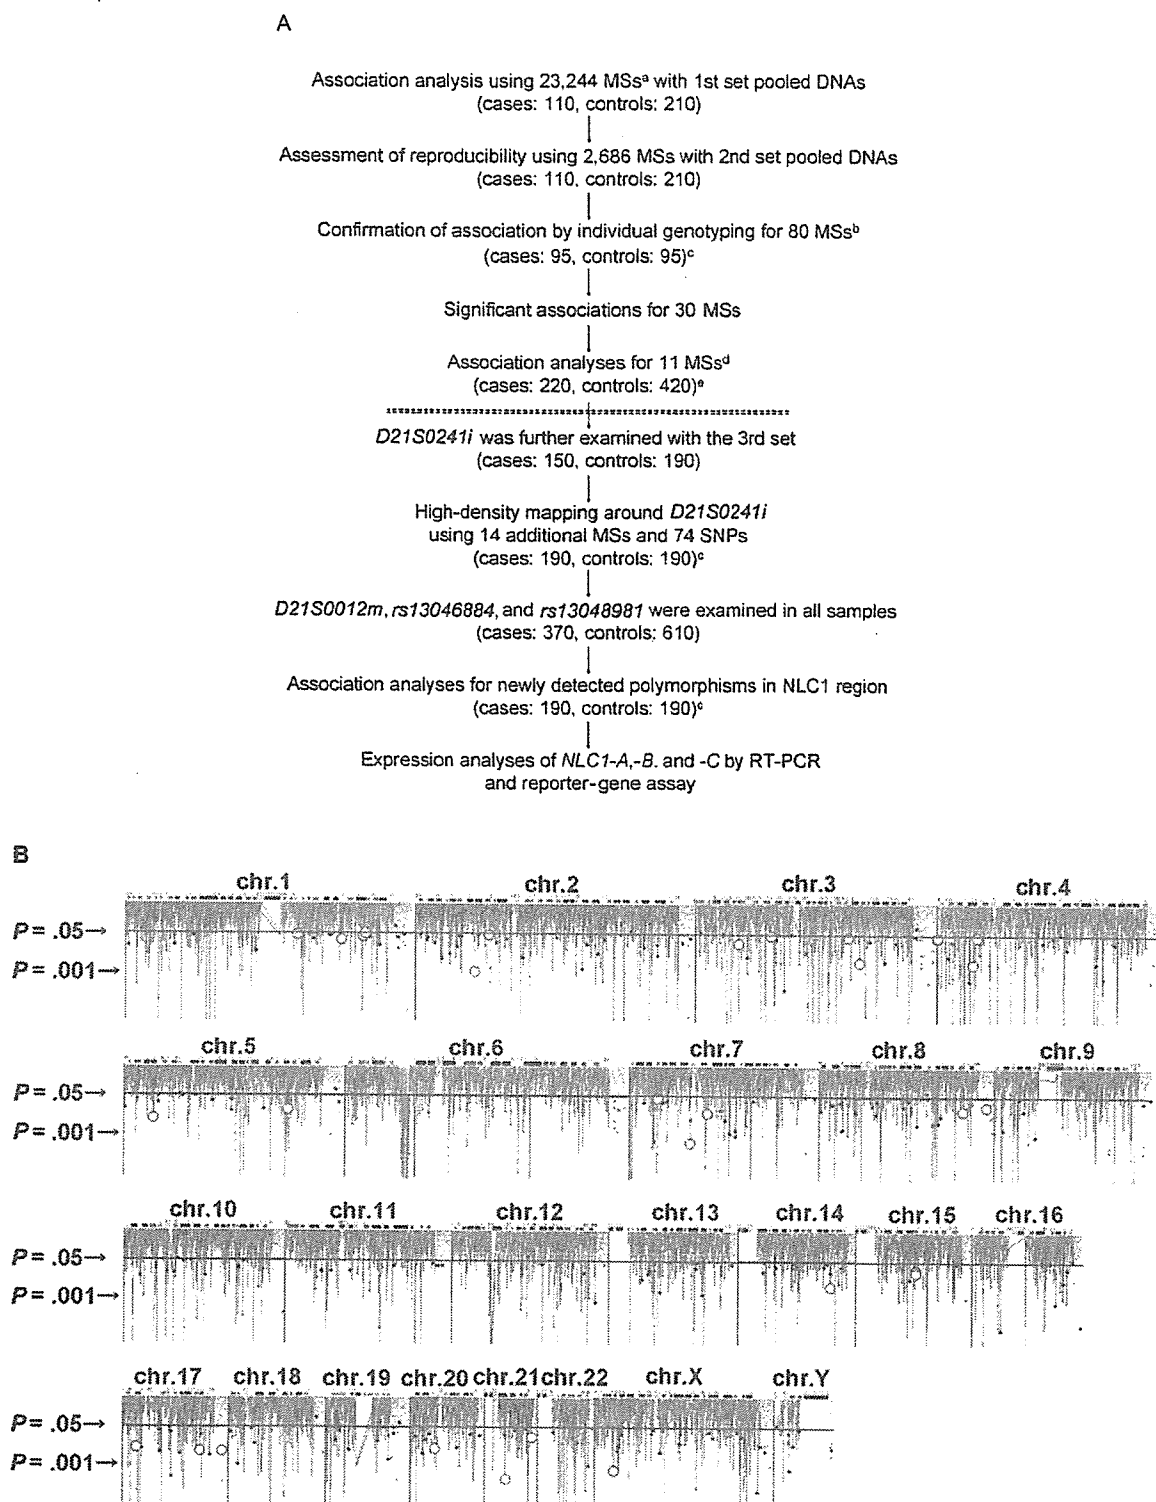 A
Association analysis using 23,244 MSsᵃ with 1st set pooled DNAs
(cases: 110, controls: 210)
Assessment of reproducibility using 2,686 MSs with 2nd set pooled DNAs
(cases: 110, controls: 210)
Confirmation of association by individual genotyping for 80 MSsᵇ
(cases: 95, controls: 95)ᶜ
Significant associations for 30 MSs
Association analyses for 11 MSsᵈ
(cases: 220, controls: 420)ᵉ
D21S0241i was further examined with the 3rd set
(cases: 150, controls: 190)
High-density mapping around D21S0241i
using 14 additional MSs and 74 SNPs
(cases: 190, controls: 190)ᶜ
D21S0012m, rs13046884, and rs13048981 were examined in all samples
(cases: 370, controls: 610)
Association analyses for newly detected polymorphisms in NLC1 region
(cases: 190, controls: 190)ᶜ
Expression analyses of NLC1-A,-B. and -C by RT-PCR
and reporter-gene assay
B
chr.1 chr.2 chr.3 chr.4
P = .05→
P = .001→
chr.5 chr.6 chr.7 chr.8 chr.9
P = .05→
P = .001→
chr.10 chr.11 chr.12 chr.13 chr.14 chr.15 chr.16
P = .05→
P = .001→
chr.17 chr.18 chr.19 chr.20 chr.21 chr.22 chr.X chr.Y
P = .05→
P = .001→